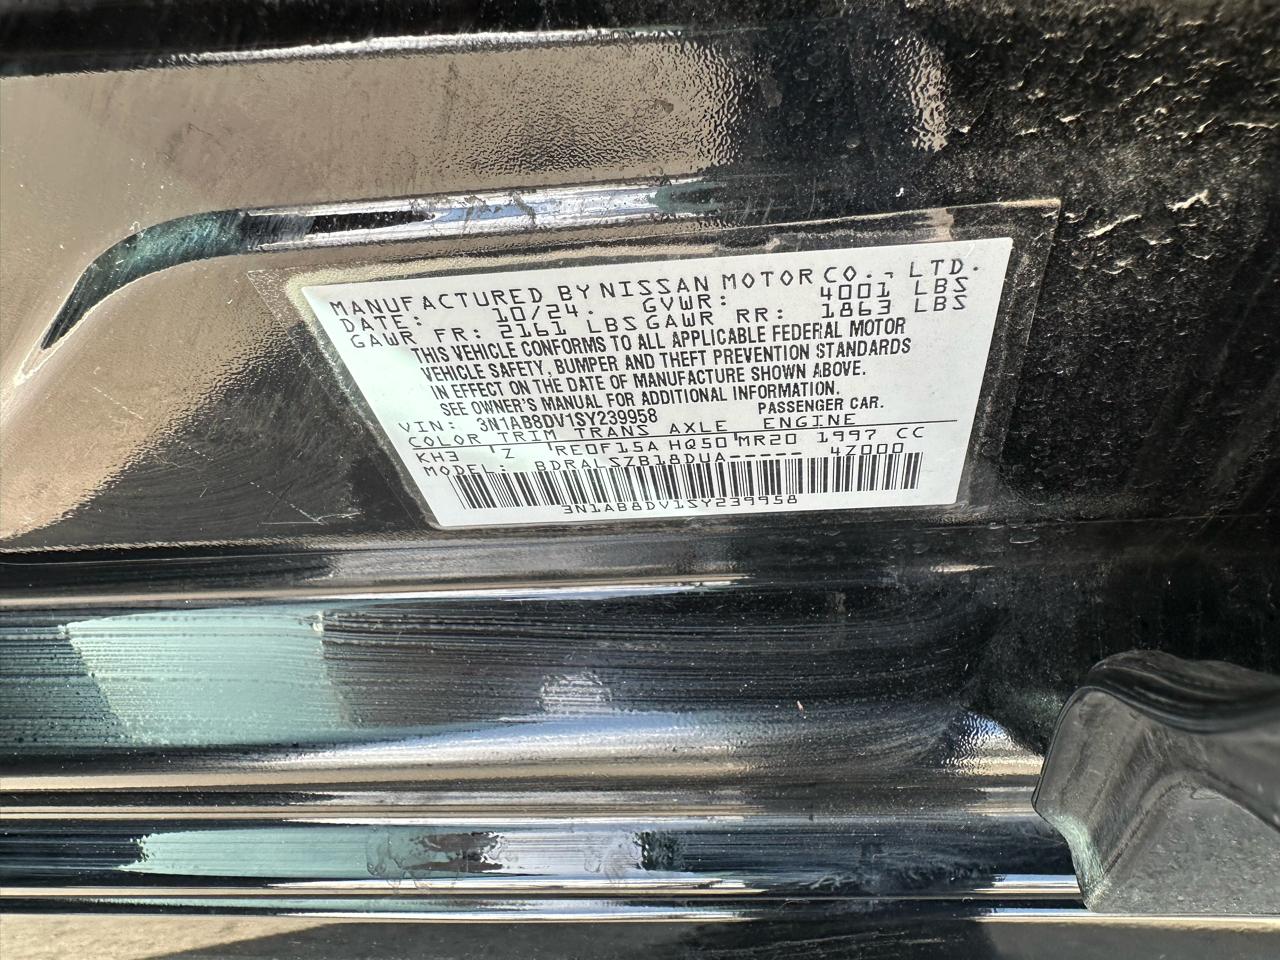 MANUFACTURED BY NISSAN MOTOR CO., LTD.
DATE: 10/24. GVWR: 4001 LBS
GAWR FR: 2161 LBS GAWR RR: 1863 LBS
THIS VEHICLE CONFORMS TO ALL APPLICABLE FEDERAL MOTOR
VEHICLE SAFETY, BUMPER AND THEFT PREVENTION STANDARDS
IN EFFECT ON THE DATE OF MANUFACTURE SHOWN ABOVE.
SEE OWNER'S MANUAL FOR ADDITIONAL INFORMATION.
VIN: 3N1AB8DV1SY239958 PASSENGER CAR.
COLOR TRIM TRANS AXLE ENGINE
KH3 Z RE0F15A HQ50 MR20 1997 CC
MODEL: BDRALSZB18DUA----- 4Z000
3N1AB8DV1SY239958